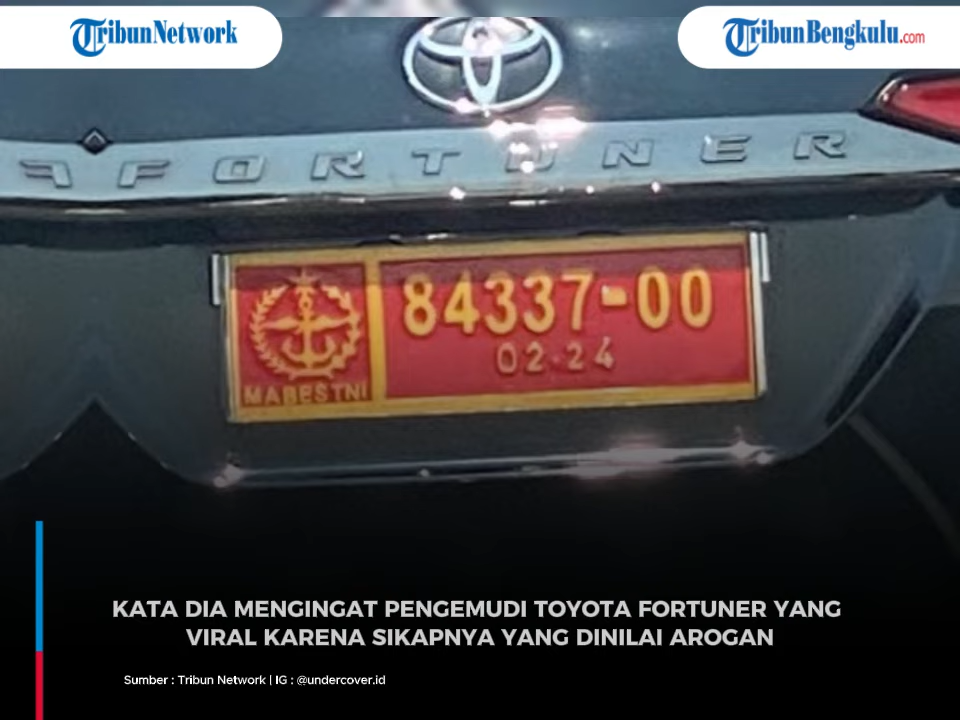 TribunNetwork
TribunBengkulu.com
FORTUNER
84337-00
02·24
MABESTNI
KATA DIA MENGINGAT PENGEMUDI TOYOTA FORTUNER YANG
VIRAL KARENA SIKAPNYA YANG DINILAI AROGAN
Sumber : Tribun Network | IG : @undercover.id